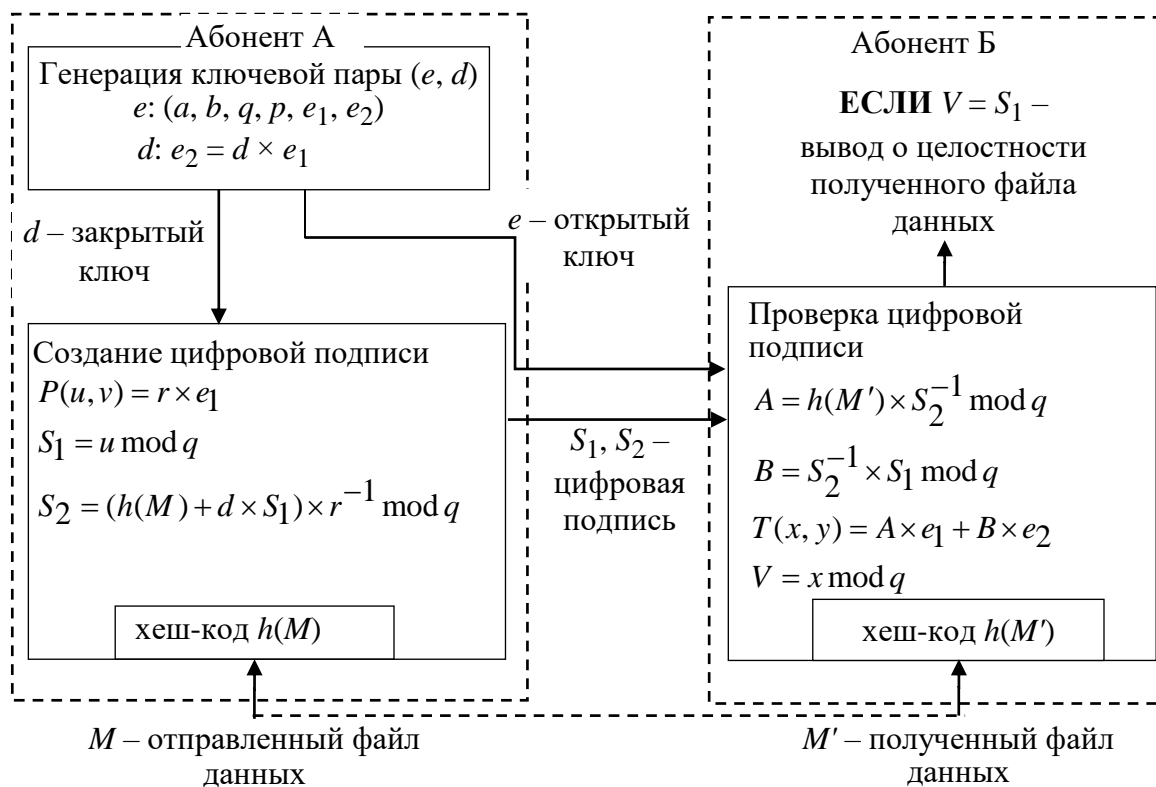 Абонент А
Генерация ключевой пары (e, d)
e: (a, b, q, p, e₁, e₂)
d: e₂ = d × e₁
d – закрытый
ключ
e – открытый
ключ
Создание цифровой подписи
P(u, v) = r × e₁
S₁ = u mod q
S₂ = (h(M) + d × S₁) × r⁻¹ mod q
хеш-код h(M)
M – отправленный файл
данных
S₁, S₂ –
цифровая
подпись
Абонент Б
ЕСЛИ V = S₁ –
вывод о целостности
полученного файла
данных
Проверка цифровой
подписи
A = h(M′) × S₂⁻¹ mod q
B = S₂⁻¹ × S₁ mod q
T(x, y) = A × e₁ + B × e₂
V = x mod q
хеш-код h(M′)
M′ – полученный файл
данных